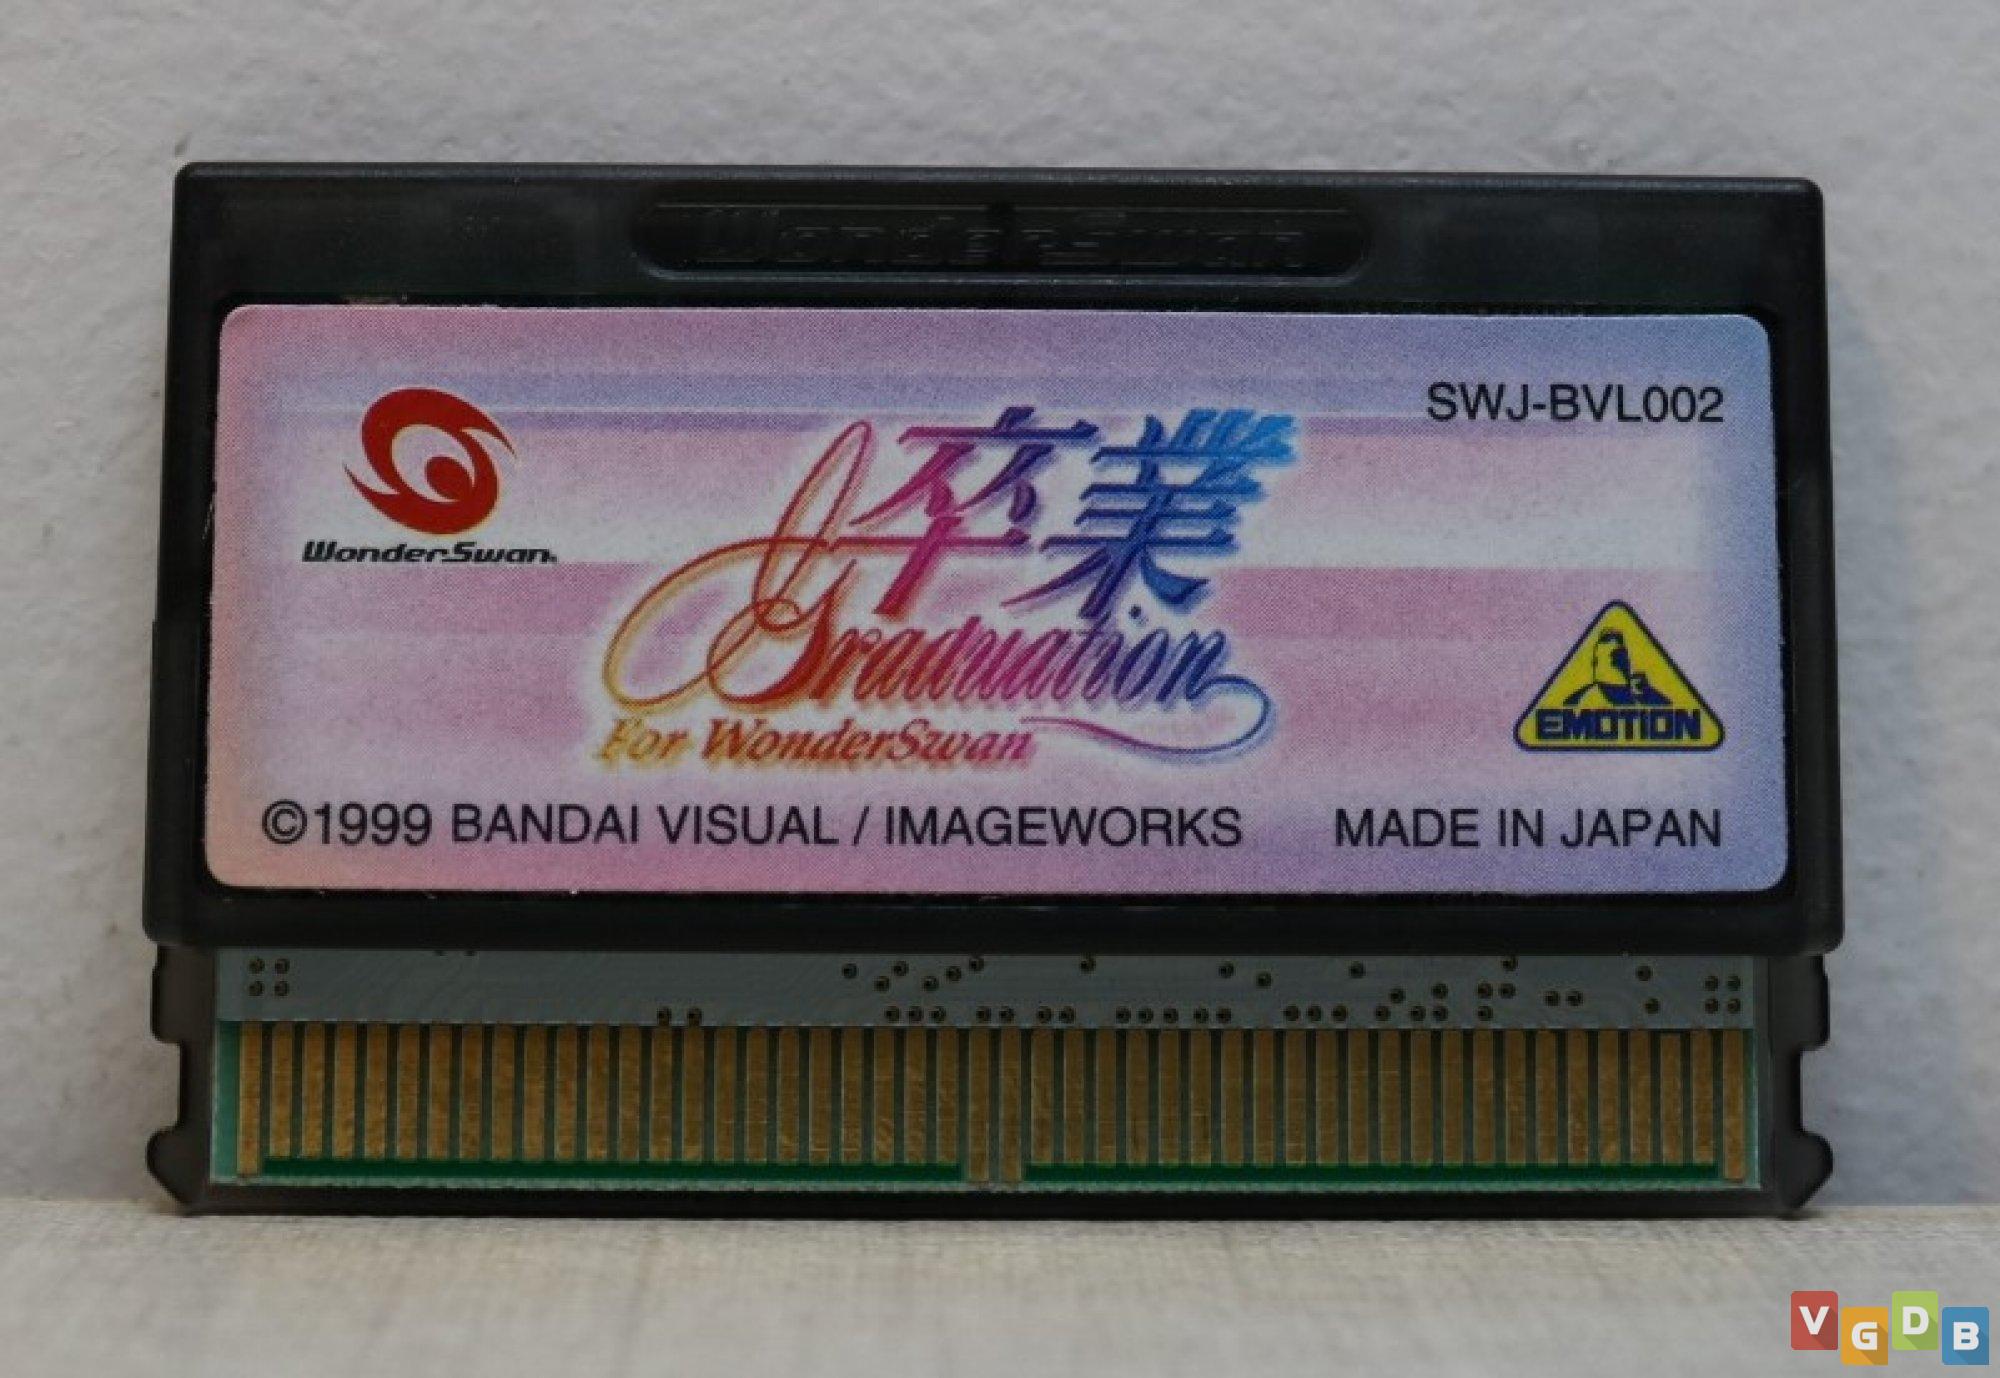 WonderSwan
SWJ-BVL002
WonderSwan
卒業
Graduation
For WonderSwan
EMOTION
©1999 BANDAI VISUAL / IMAGEWORKS
MADE IN JAPAN
VGDB